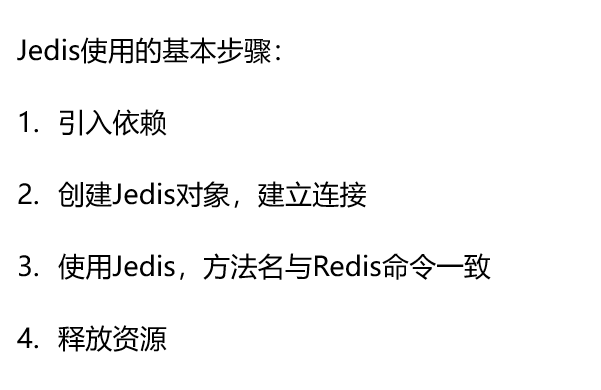 Jedis使用的基本步骤：
1. 引入依赖
2. 创建Jedis对象，建立连接
3. 使用Jedis，方法名与Redis命令一致
4. 释放资源